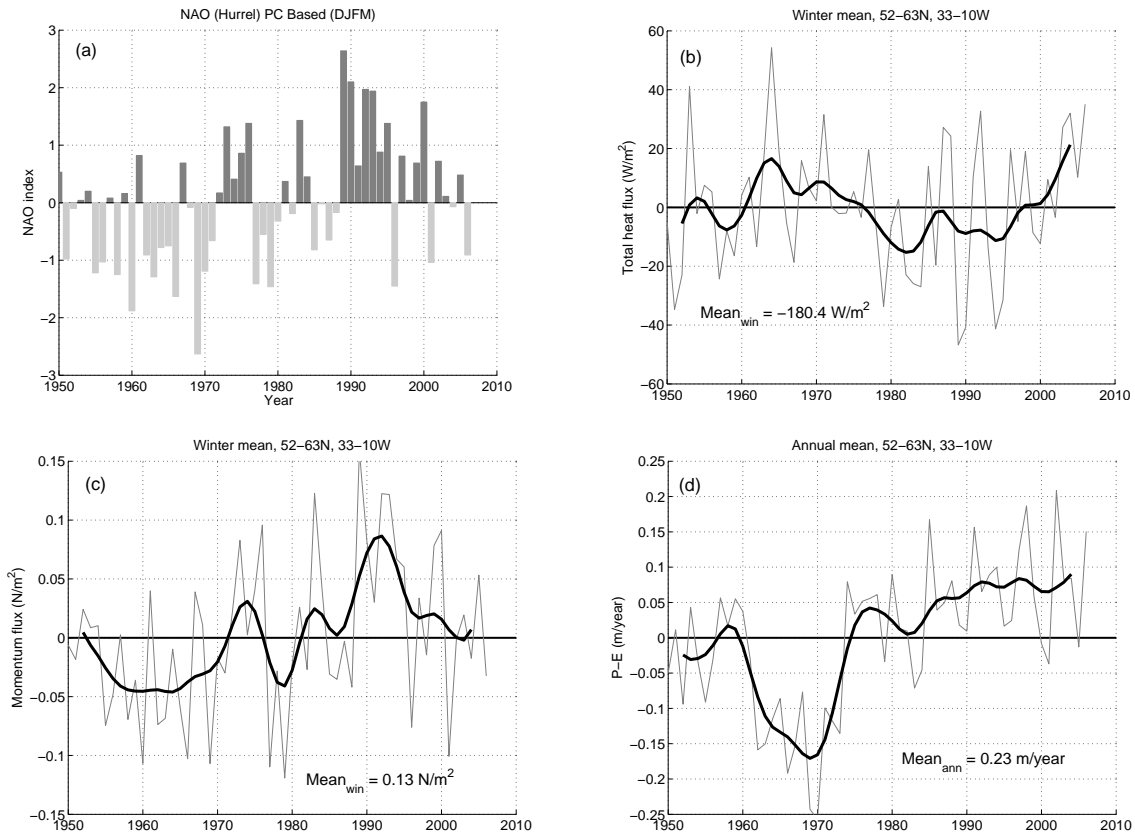 NAO (Hurrel) PC Based (DJFM)
(a)
NAO index
3
2
1
0
−1
−2
−3
1950 1960 1970 1980 1990 2000 2010
Year
Winter mean, 52−63N, 33−10W
(b)
Total heat flux (W/m2)
60
40
20
0
−20
−40
−60
Meanwin = −180.4 W/m2
1950 1960 1970 1980 1990 2000 2010
Winter mean, 52−63N, 33−10W
(c)
Momentum flux (N/m2)
0.15
0.1
0.05
0
−0.05
−0.1
−0.15
Meanwin = 0.13 N/m2
1950 1960 1970 1980 1990 2000 2010
Annual mean, 52−63N, 33−10W
(d)
P−E (m/year)
0.25
0.2
0.15
0.1
0.05
0
−0.05
−0.1
−0.15
−0.2
−0.25
Meanann = 0.23 m/year
1950 1960 1970 1980 1990 2000 2010